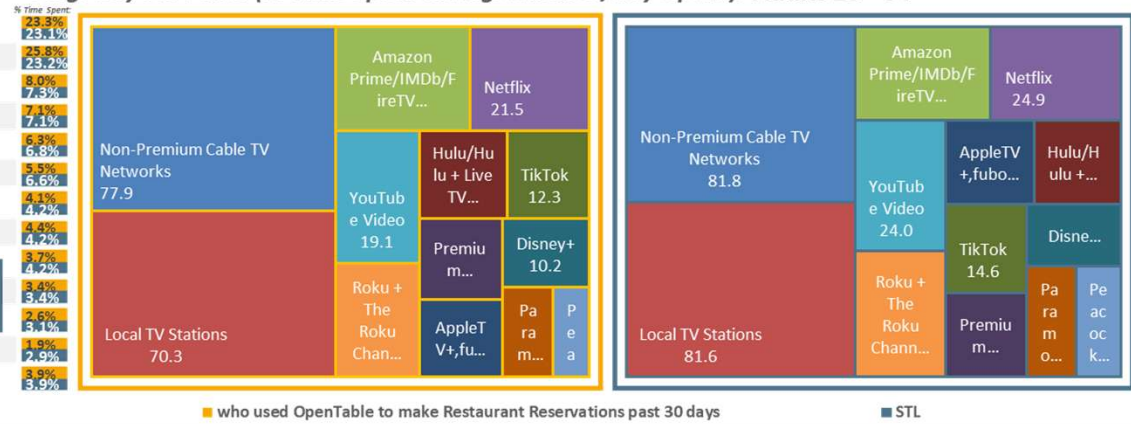 % Time Spent:
23.3%
23.1%
25.8%
23.2%
8.0%
7.3%
7.1%
7.1%
6.3%
6.8%
5.5%
6.6%
4.1%
4.2%
4.4%
4.2%
3.7%
4.2%
3.4%
3.4%
2.6%
3.1%
1.9%
2.9%
3.9%
3.9%
Non-Premium Cable TV
Networks
77.9
Local TV Stations
70.3
Amazon
Prime/IMDb/F
ireTV...
Netflix
21.5
YouTub
e Video
19.1
Hulu/Hu
lu + Live
TV...
TikTok
12.3
Premiu
m...
Disney+
10.2
Roku +
The
Roku
Chan...
AppleT
V+,fu...
Pa
ra
m...
P
e
a
Non-Premium Cable TV
Networks
81.8
Local TV Stations
81.6
Amazon
Prime/IMDb/F
ireTV...
Netflix
24.9
YouTub
e Video
24.0
AppleTV
+,fubo...
Hulu/H
ulu +...
TikTok
14.6
Disne...
Roku +
The
Roku
Chann...
Premiu
m...
Pa
ra
m
o...
Pe
ac
oc
k...
who used OpenTable to make Restaurant Reservations past 30 days
STL